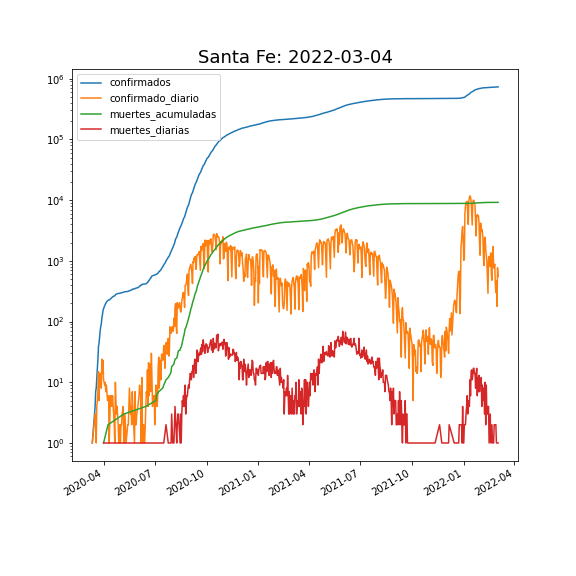 Santa Fe: 2022-03-04
confirmados
confirmado_diario
muertes_acumuladas
muertes_diarias
10^6
10^5
10^4
10^3
10^2
10^1
10^0
2020-04 2020-07 2020-10 2021-01 2021-04 2021-07 2021-10 2022-01 2022-04